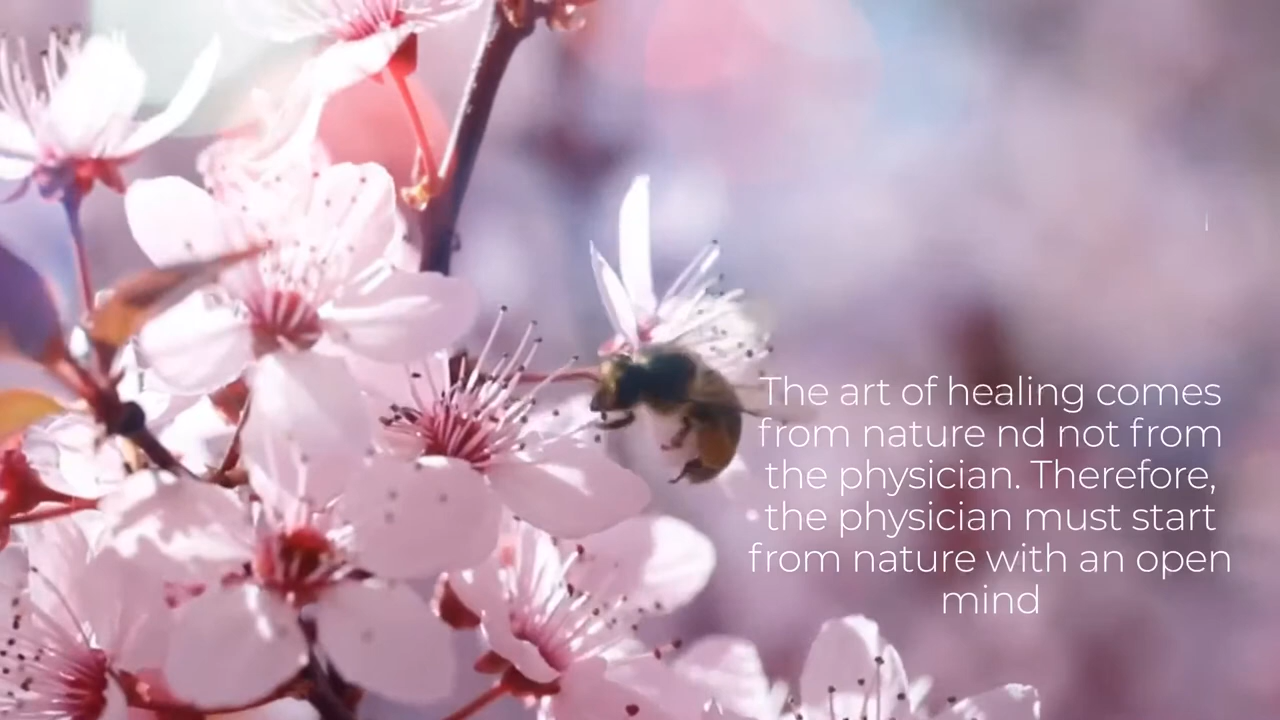 The art of healing comes
from nature nd not from
the physician. Therefore,
the physician must start
from nature with an open
mind